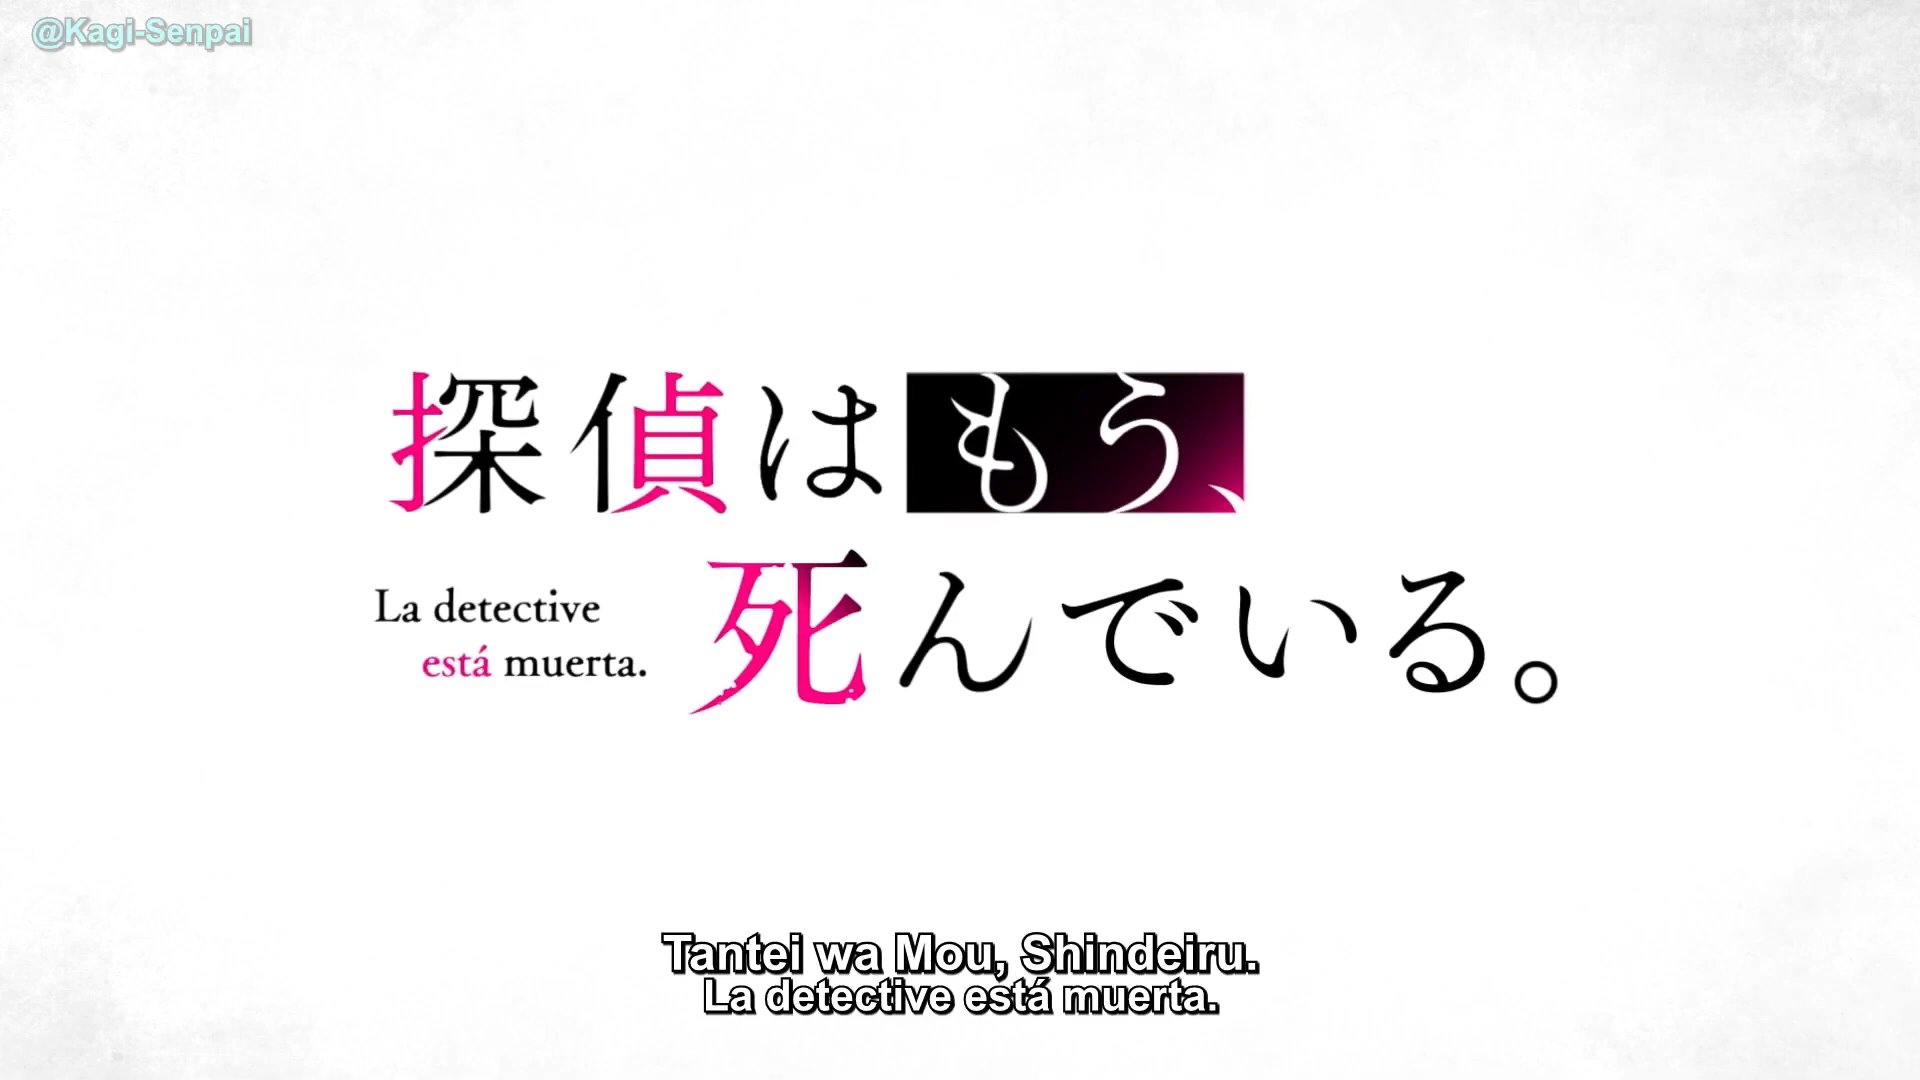 @Kagi-Senpai
探偵はもう、
死んでいる。
La detective
está muerta.
Tantei wa Mou, Shindeiru.
La detective está muerta.